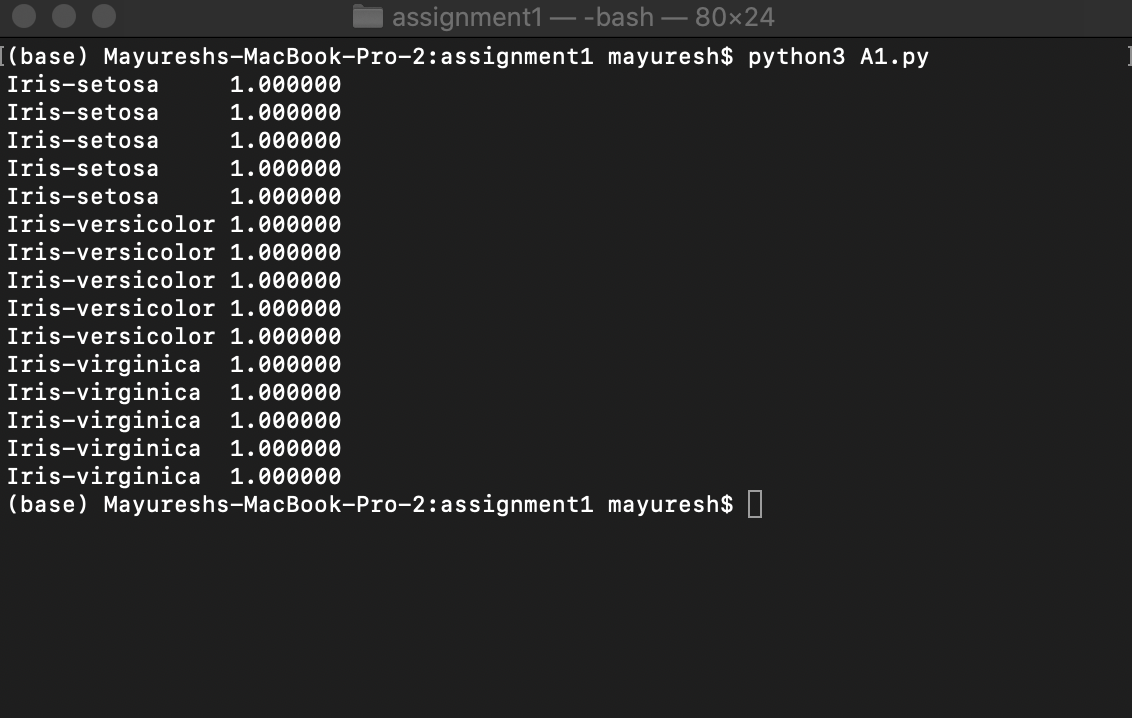 assignment1 — -bash — 80×24
[(base) Mayureshs-MacBook-Pro-2:assignment1 mayuresh$ python3 A1.py ]
Iris-setosa     1.000000
Iris-setosa     1.000000
Iris-setosa     1.000000
Iris-setosa     1.000000
Iris-setosa     1.000000
Iris-versicolor 1.000000
Iris-versicolor 1.000000
Iris-versicolor 1.000000
Iris-versicolor 1.000000
Iris-versicolor 1.000000
Iris-virginica  1.000000
Iris-virginica  1.000000
Iris-virginica  1.000000
Iris-virginica  1.000000
Iris-virginica  1.000000
(base) Mayureshs-MacBook-Pro-2:assignment1 mayuresh$